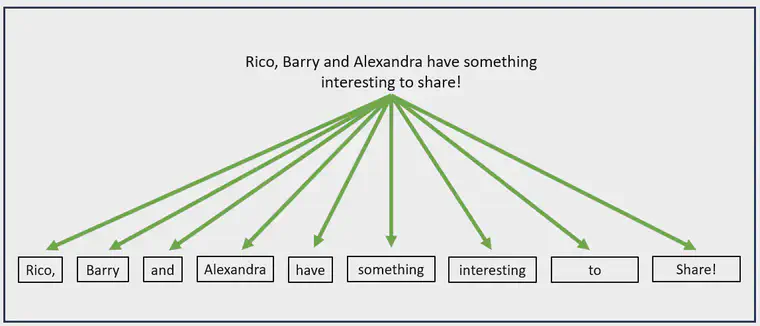 Rico, Barry and Alexandra have something
interesting to share!
Rico, Barry and Alexandra have something interesting to Share!